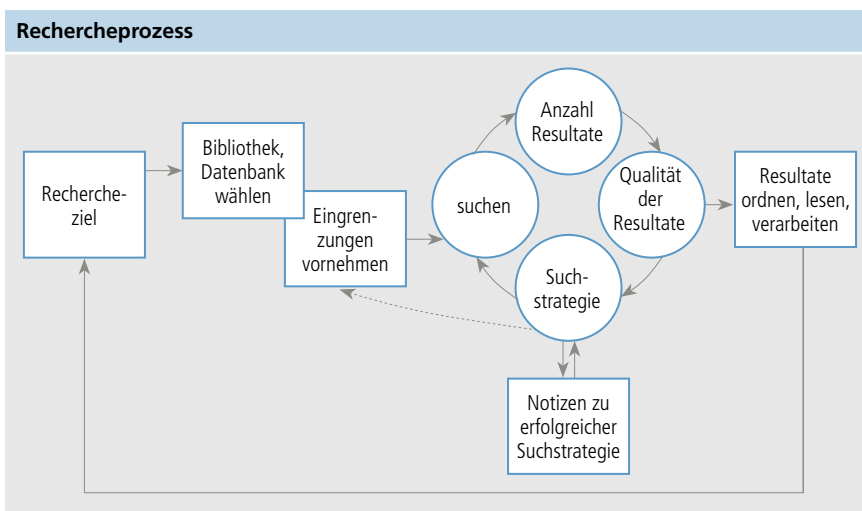 Rechercheprozess
Recherche-
ziel
Bibliothek,
Datenbank
wählen
Eingren-
zungen
vornehmen
suchen
Anzahl
Resultate
Qualität
der
Resultate
Such-
strategie
Notizen zu
erfolgreicher
Suchstrategie
Resultate
ordnen, lesen,
verarbeiten